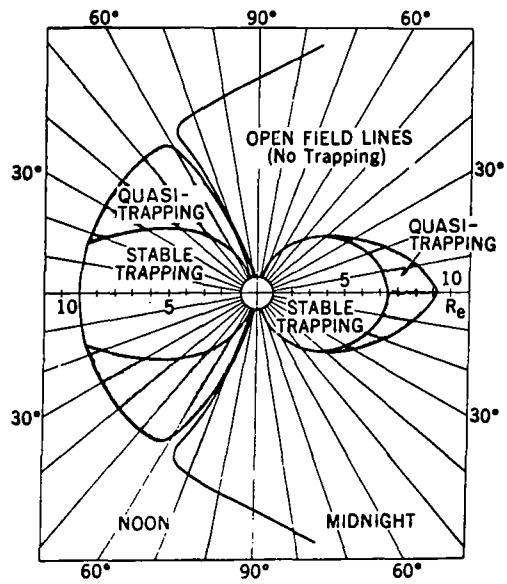 60°
90°
60°
OPEN FIELD LINES
(No Trapping)
30°
30°
QUASI-
TRAPPING
QUASI-
TRAPPING
STABLE
TRAPPING
10
5
5
10
Re
STABLE
TRAPPING
30°
30°
NOON
MIDNIGHT
60°
90°
60°